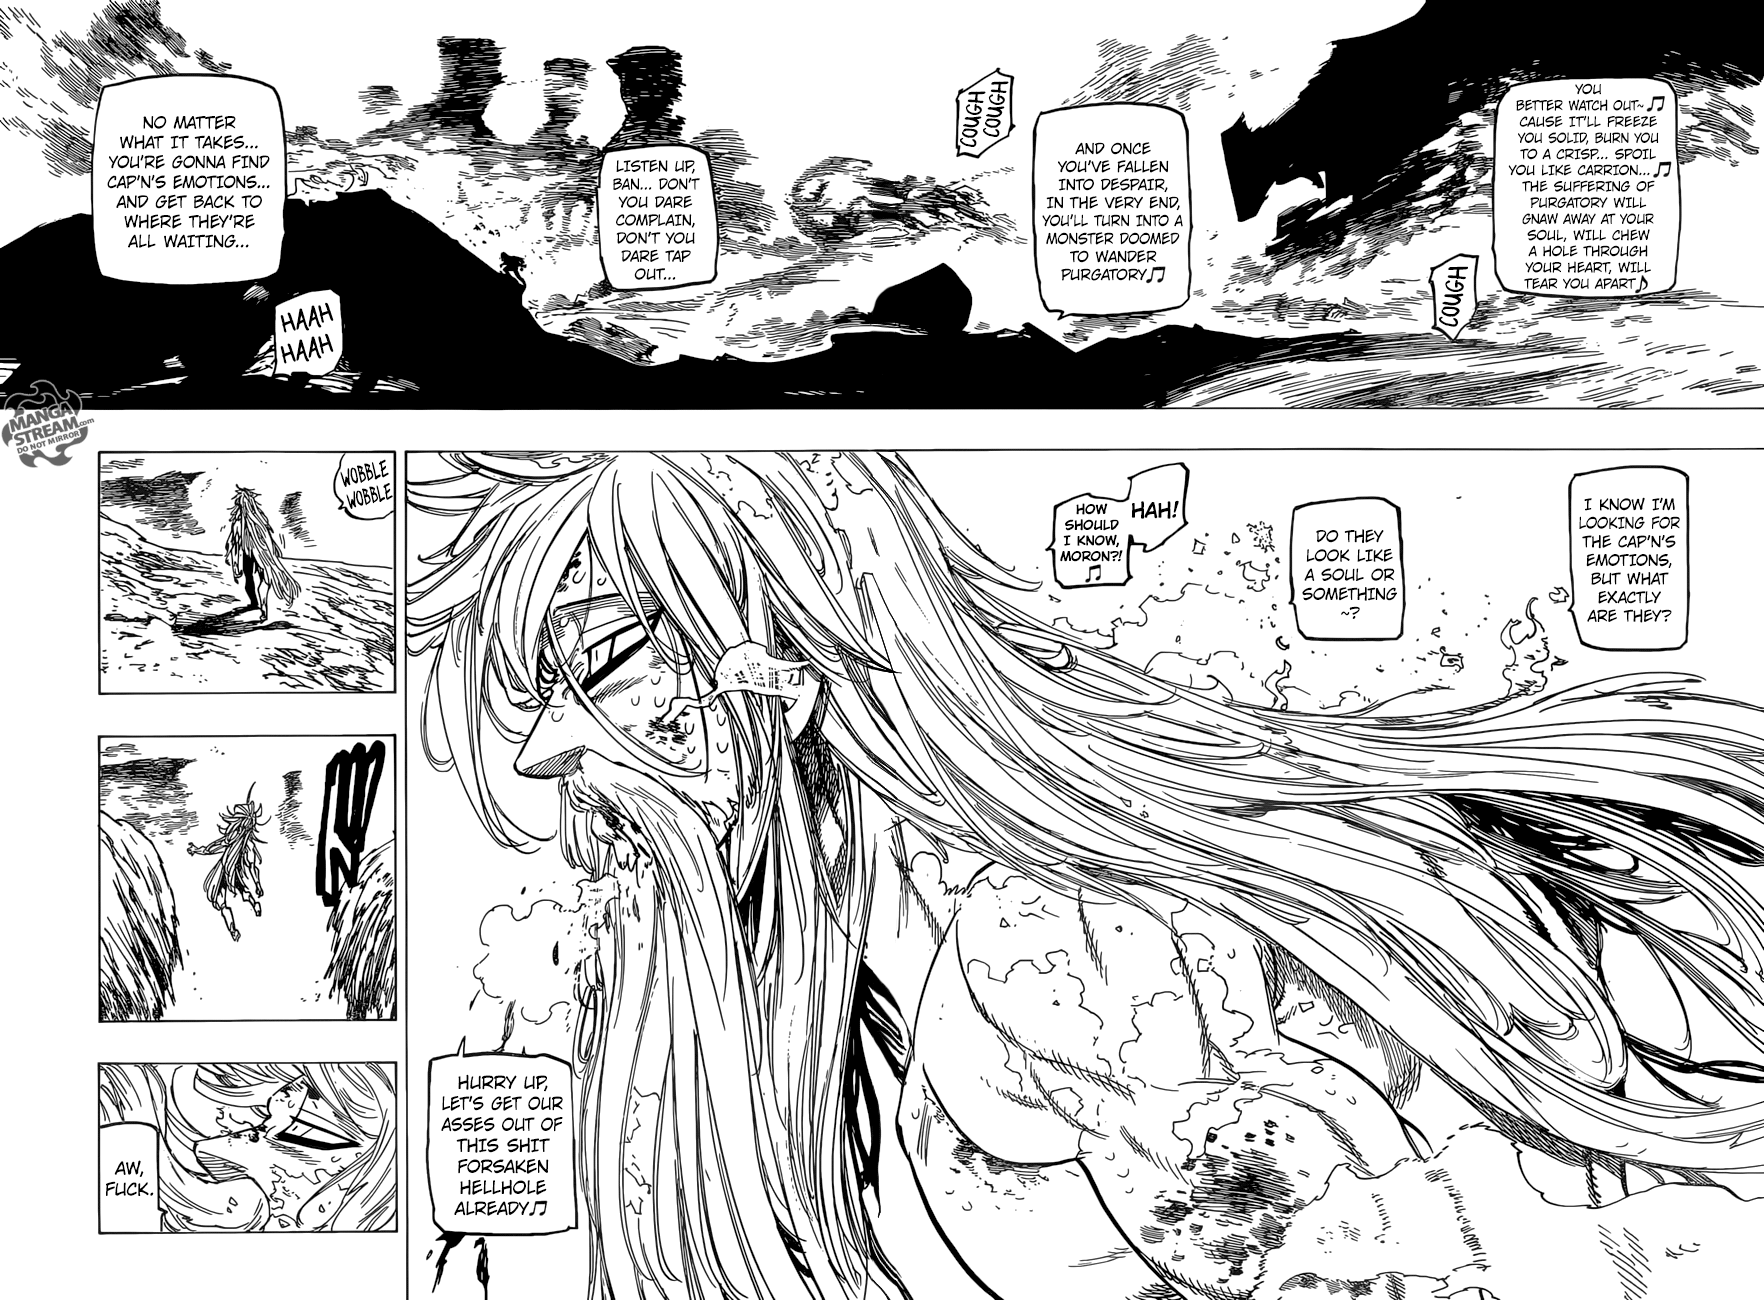 YOU
BETTER WATCH OUT~♫
CAUSE IT'LL FREEZE
YOU SOLID, BURN YOU
TO A CRISP... SPOIL
YOU LIKE CARRION...♫
THE SUFFERING OF
PURGATORY WILL
GNAW AWAY AT YOUR
SOUL, WILL CHEW
A HOLE THROUGH
YOUR HEART, WILL
TEAR YOU APART♪
COUGH
AND ONCE
YOU'VE FALLEN
INTO DESPAIR,
IN THE VERY END,
YOU'LL TURN INTO A
MONSTER DOOMED
TO WANDER
PURGATORY♫
COUGH
COUGH
LISTEN UP,
BAN... DON'T
YOU DARE
COMPLAIN,
DON'T YOU
DARE TAP
OUT...
NO MATTER
WHAT IT TAKES...
YOU'RE GONNA FIND
CAP'N'S EMOTIONS...
AND GET BACK TO
WHERE THEY'RE
ALL WAITING...
HAAH
HAAH
MANGA
STREAM.com
DO NOT MIRROR
I KNOW I'M
LOOKING FOR
THE CAP'N'S
EMOTIONS,
BUT WHAT
EXACTLY
ARE THEY?
DO THEY
LOOK LIKE
A SOUL OR
SOMETHING
~?
HAH!
HOW
SHOULD
I KNOW,
MORON?!
♫
HURRY UP,
LET'S GET OUR
ASSES OUT OF
THIS SHIT
FORSAKEN
HELLHOLE
ALREADY♫
WOBBLE
WOBBLE
AW,
FUCK.